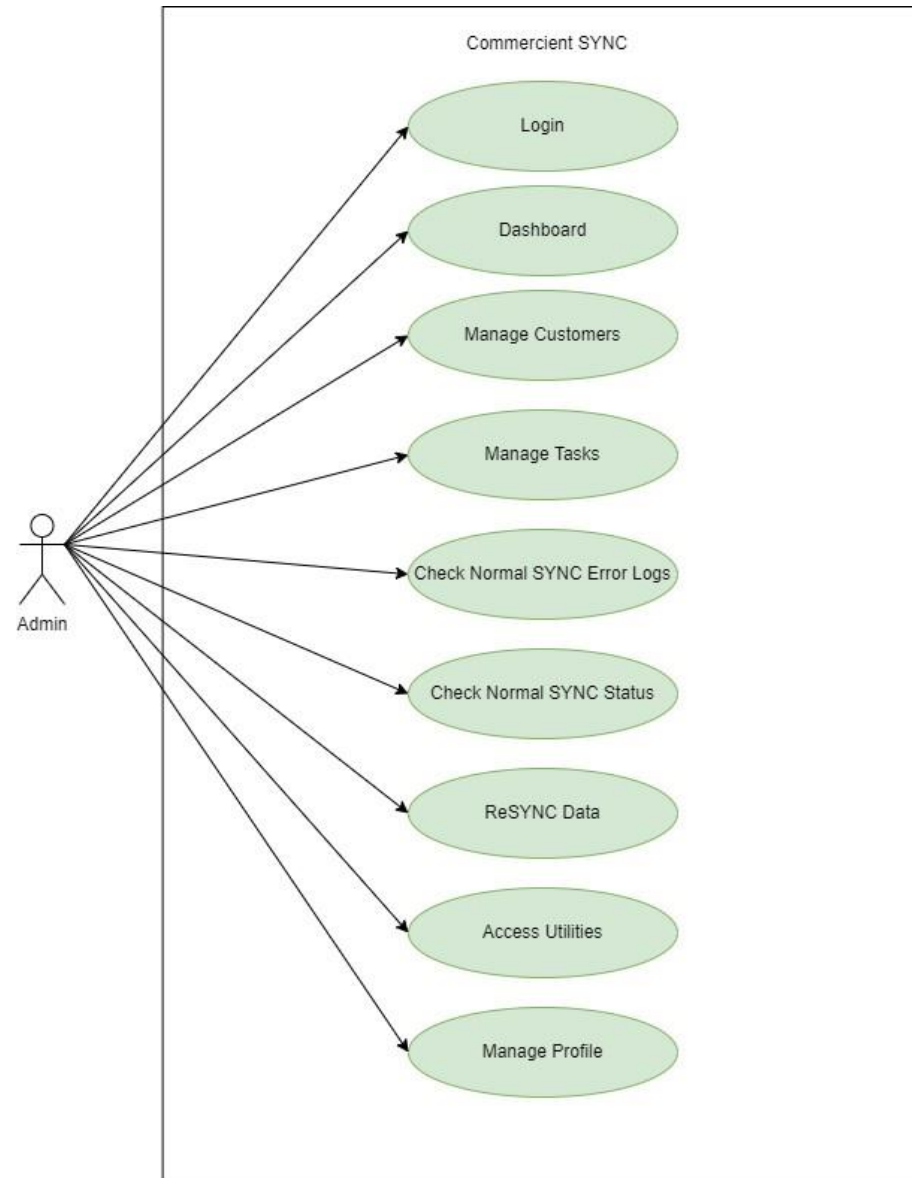 Commercient SYNC
Login
Dashboard
Manage Customers
Manage Tasks
Check Normal SYNC Error Logs
Admin
Check Normal SYNC Status
ReSYNC Data
Access Utilities
Manage Profile